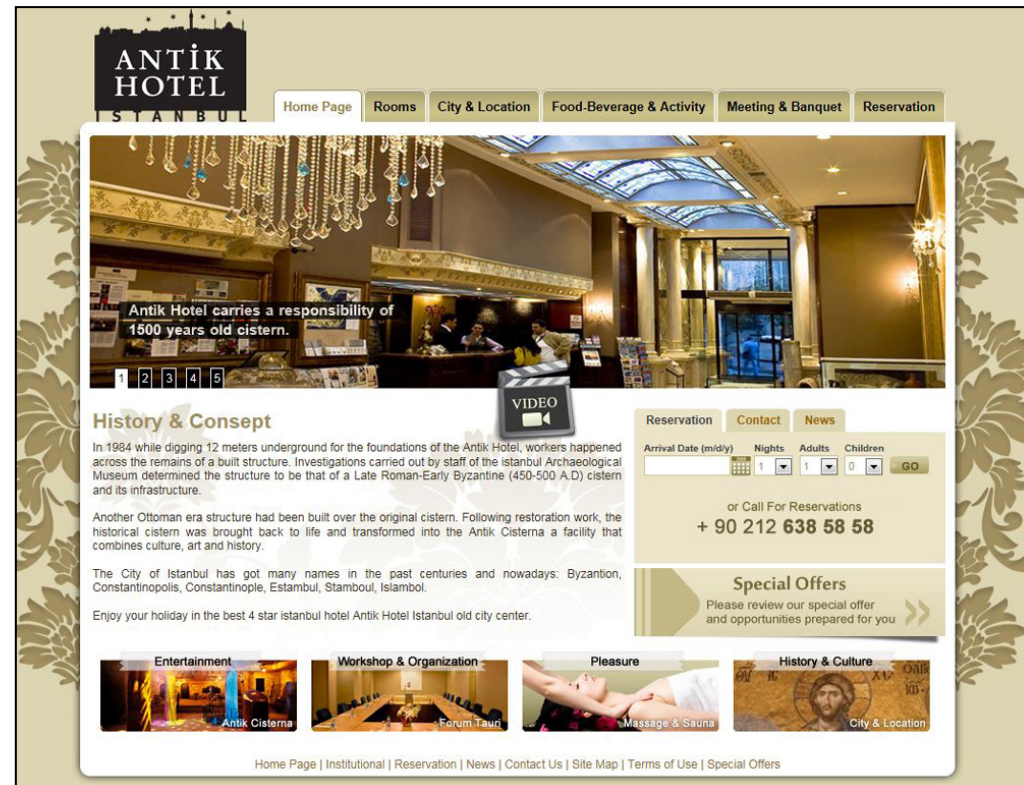 ANTİK
HOTEL
ISTANBUL
Home Page
Rooms
City & Location
Food-Beverage & Activity
Meeting & Banquet
Reservation
Antik Hotel carries a responsibility of
1500 years old cistern.
1 2 3 4 5
VIDEO
History & Consept
In 1984 while digging 12 meters underground for the foundations of the Antik Hotel, workers happened
across the remains of a built structure. Investigations carried out by staff of the istanbul Archaeological
Museum determined the structure to be that of a Late Roman-Early Byzantine (450-500 A.D) cistern
and its infrastructure.
Another Ottoman era structure had been built over the original cistern. Following restoration work, the
historical cistern was brought back to life and transformed into the Antik Cisterna a facility that
combines culture, art and history.
The City of Istanbul has got many names in the past centuries and nowadays: Byzantion,
Constantinopolis, Constantinople, Estambul, Stamboul, Islambol.
Enjoy your holiday in the best 4 star istanbul hotel Antik Hotel Istanbul old city center.
Reservation
Contact
News
Arrival Date (m/d/y) Nights Adults Children
1 1 0 GO
or Call For Reservations
+ 90 212 638 58 58
Special Offers
Please review our special offer
and opportunities prepared for you
Entertainment
Antik Cisterna
Workshop & Organization
Forum Tauri
Pleasure
Massage & Sauna
History & Culture
City & Location
Home Page | Institutional | Reservation | News | Contact Us | Site Map | Terms of Use | Special Offers